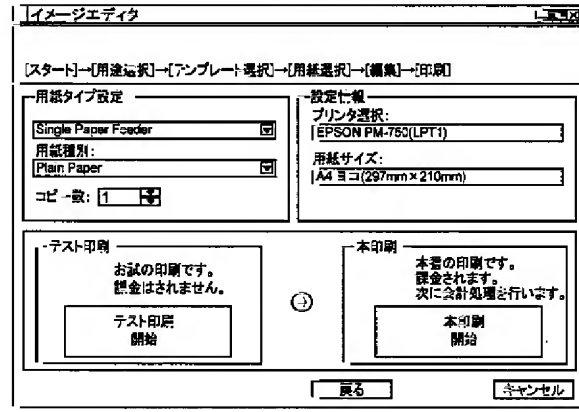 イメージエディタ
[スタート]→[用途選択]→[テンプレート選択]→[用紙選択]→[編集]→[印刷]
用紙タイプ設定
Single Paper Feeder
用紙種別:
Plain Paper
コピー数: 1
設定情報
プリンタ選択:
EPSON PM-750(LPT1)
用紙サイズ:
A4 ヨコ(297mm×210mm)
テスト印刷
お試の印刷です。
課金はされません。
テスト印刷
開始
本印刷
本番の印刷です。
課金されます。
次に会計処理を行います。
本印刷
開始
戻る
キャンセル